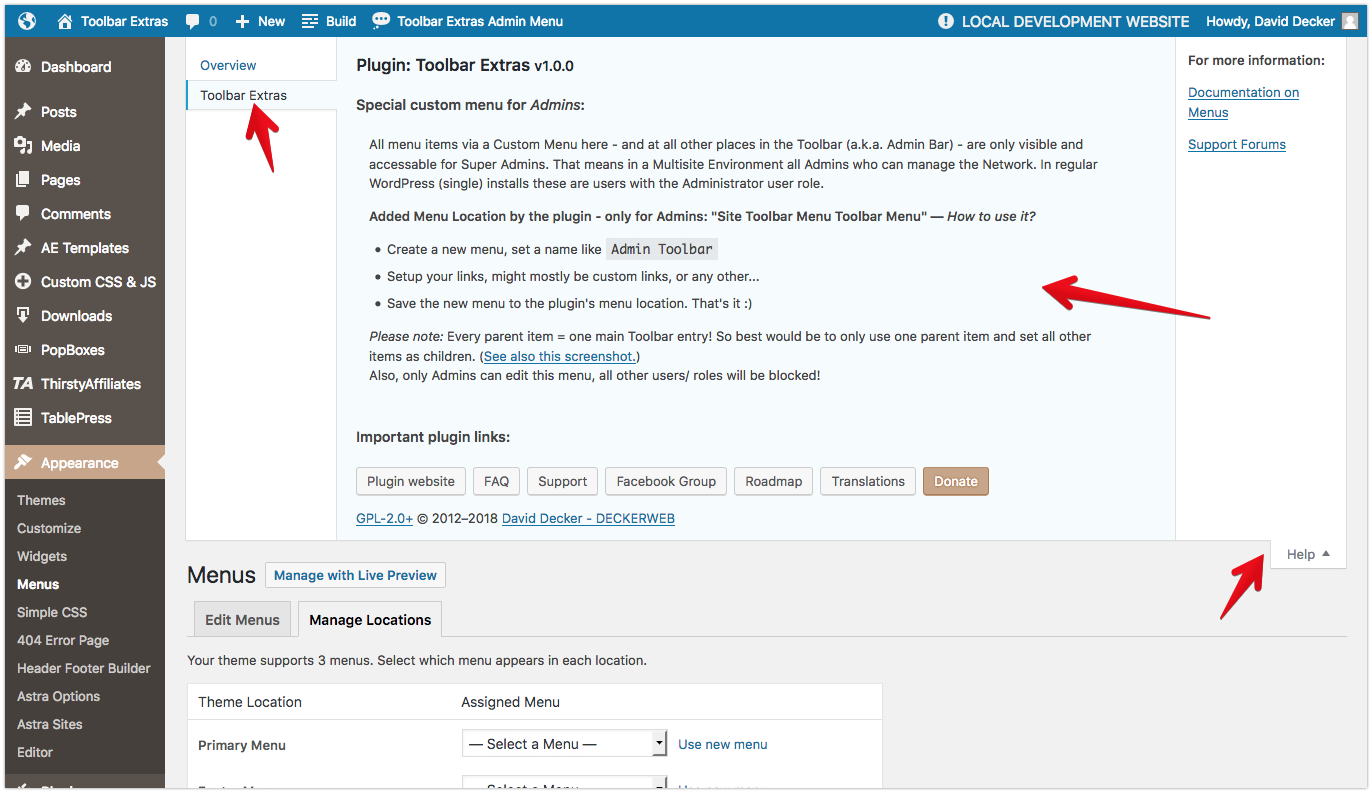 Toolbar Extras 0 New Build Toolbar Extras Admin Menu LOCAL DEVELOPMENT WEBSITE Howdy, David Decker
Dashboard
Posts
Media
Pages
Comments
AE Templates
Custom CSS & JS
Downloads
PopBoxes
TA ThirstyAffiliates
TablePress
Appearance
Themes
Customize
Widgets
Menus
Simple CSS
404 Error Page
Header Footer Builder
Astra Options
Astra Sites
Editor
Overview
Toolbar Extras
Plugin: Toolbar Extras v1.0.0
Special custom menu for Admins:
All menu items via a Custom Menu here - and at all other places in the Toolbar (a.k.a. Admin Bar) - are only visible and
accessable for Super Admins. That means in a Multisite Environment all Admins who can manage the Network. In regular
WordPress (single) installs these are users with the Administrator user role.
Added Menu Location by the plugin - only for Admins: "Site Toolbar Menu Toolbar Menu" — How to use it?
• Create a new menu, set a name like Admin Toolbar
• Setup your links, might mostly be custom links, or any other...
• Save the new menu to the plugin's menu location. That's it :)
Please note: Every parent item = one main Toolbar entry! So best would be to only use one parent item and set all other
items as children. (See also this screenshot.)
Also, only Admins can edit this menu, all other users/ roles will be blocked!
Important plugin links:
Plugin website FAQ Support Facebook Group Roadmap Translations Donate
GPL-2.0+ © 2012–2018 David Decker - DECKERWEB
For more information:
Documentation on
Menus
Support Forums
Help
Menus Manage with Live Preview
Edit Menus Manage Locations
Your theme supports 3 menus. Select which menu appears in each location.
Theme Location Assigned Menu
Primary Menu — Select a Menu — Use new menu